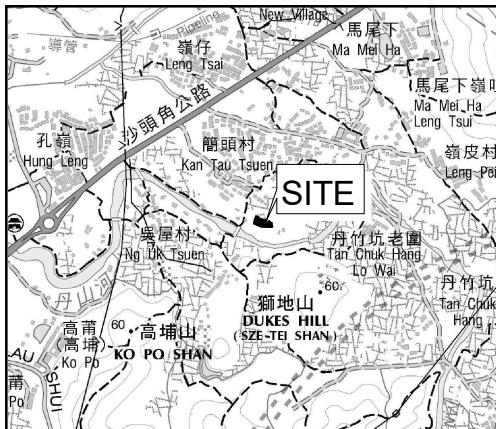 New Village
Pipeline
導管
嶺仔
Leng Tsai
馬尾下
Ma Mei Ha
馬尾下嶺咀
Ma Mei Ha
Leng Tsui
沙頭角公路
孔嶺
Hung Leng
簡頭村
Kan Tau Tsuen
嶺皮村
Leng Pei
SITE
吳屋村
Ng Uk Tsuen
丹竹坑老圍
Tan Chuk Hang
Lo Wai
丹山河
丹竹坑
Tan Chuk
Hang
獅地山
60
DUKES HILL
(SZE-TEI SHAN)
高莆
(高埔)
Ko Po
60
高埔山
KO PO SHAN
莆
Po
AU
SHUI